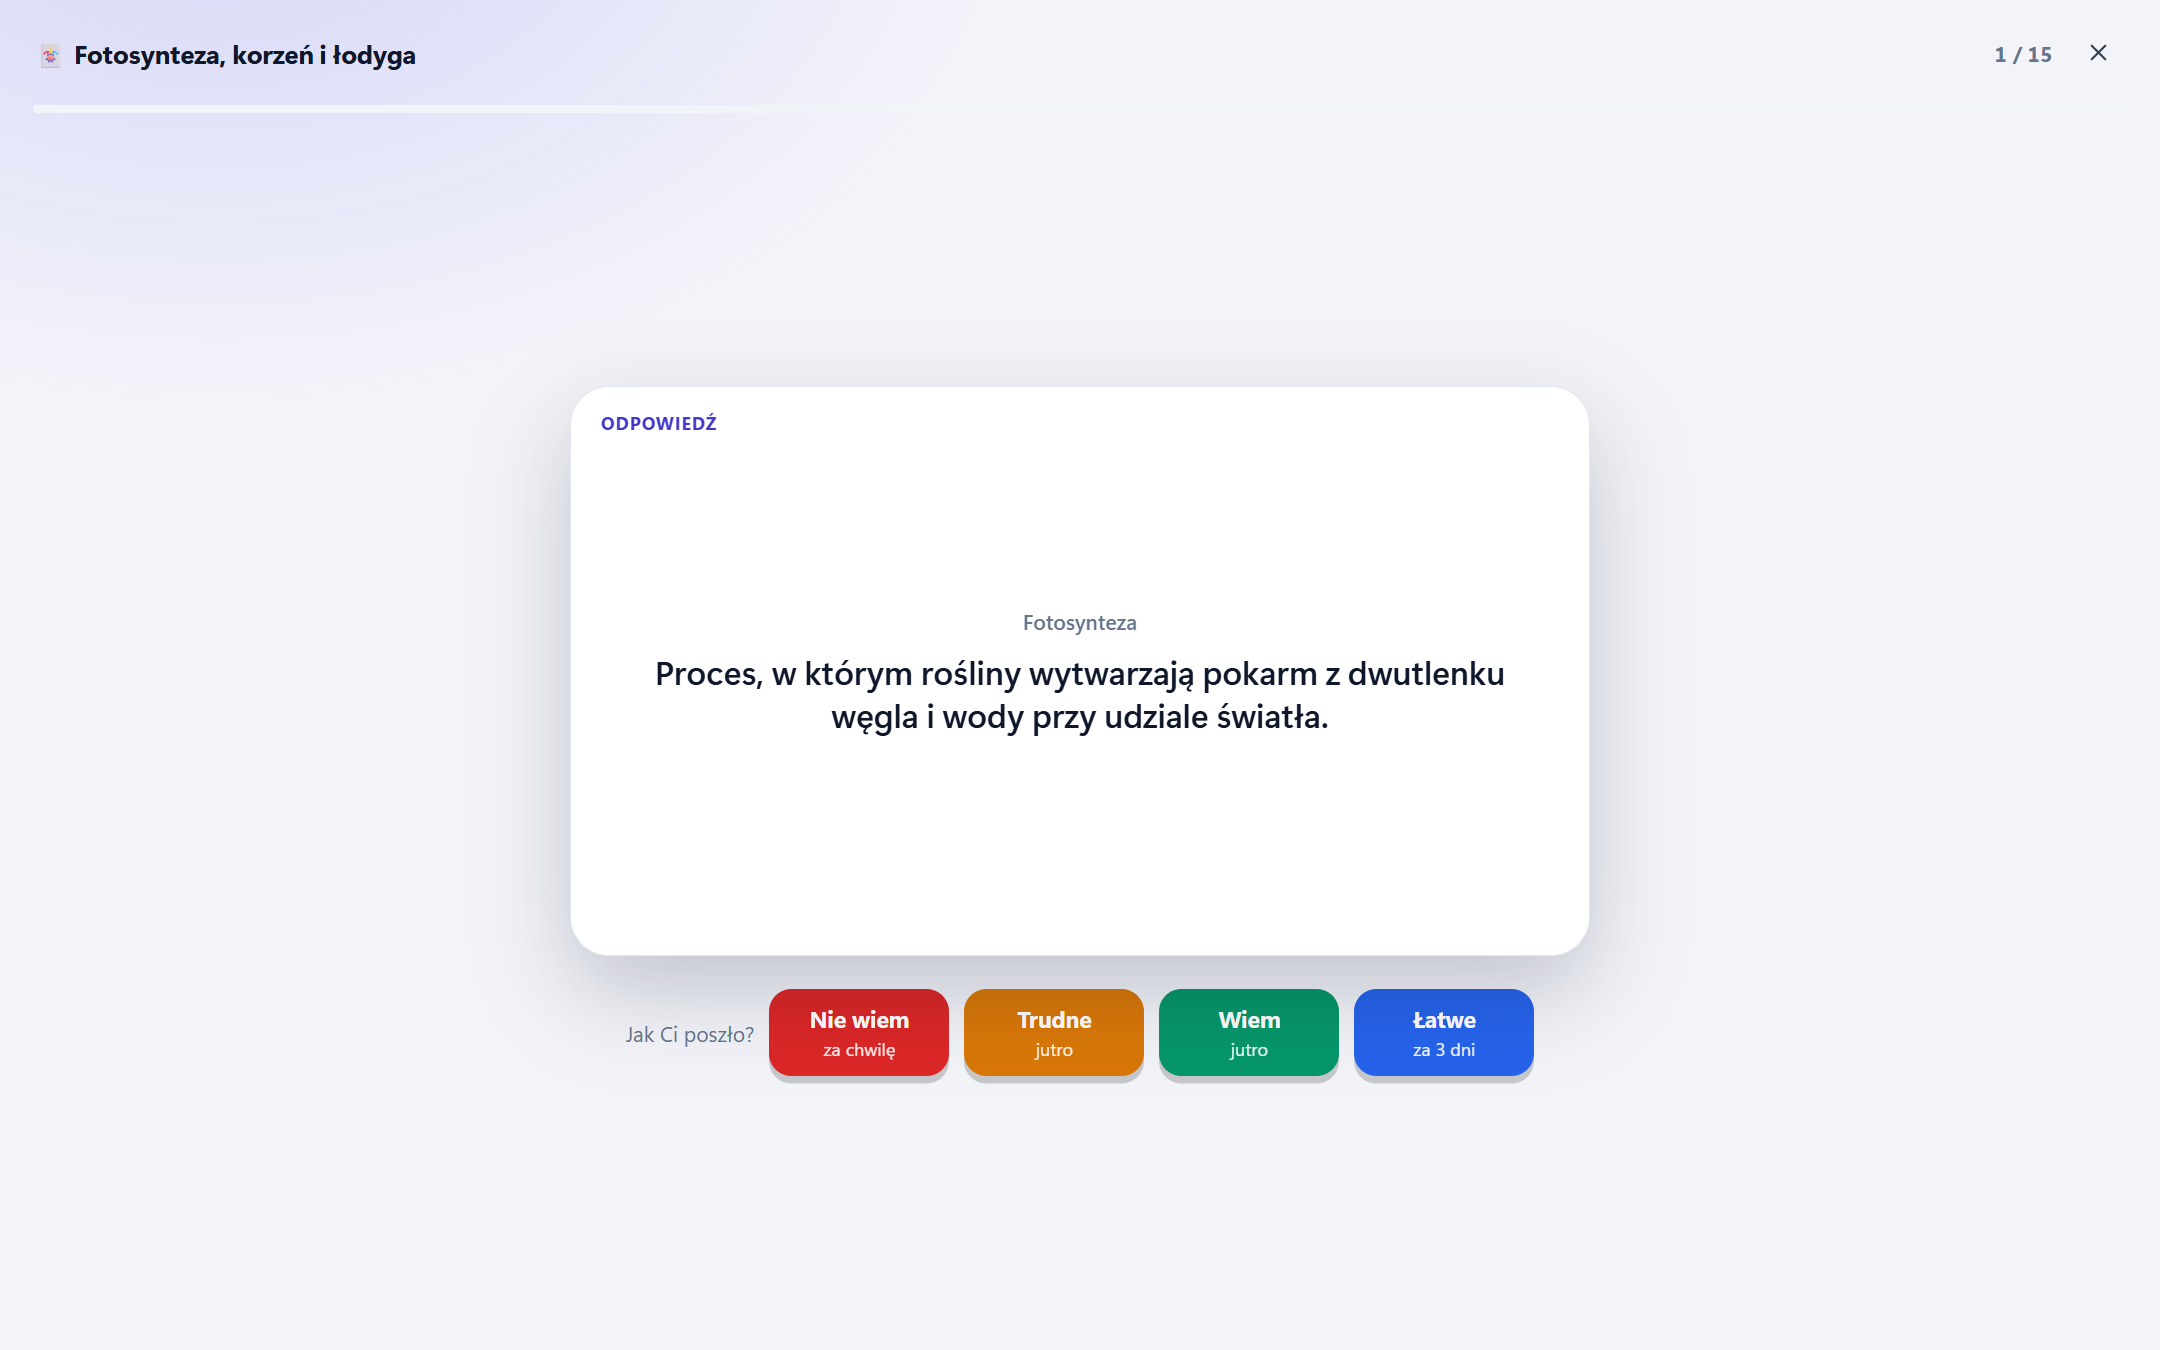 Fotosynteza, korzeń i łodyga
1 / 15
ODPOWIEDŹ
Fotosynteza
Proces, w którym rośliny wytwarzają pokarm z dwutlenku
węgla i wody przy udziale światła.
Jak Ci poszło?
Nie wiem
za chwilę
Trudne
jutro
Wiem
jutro
Łatwe
za 3 dni